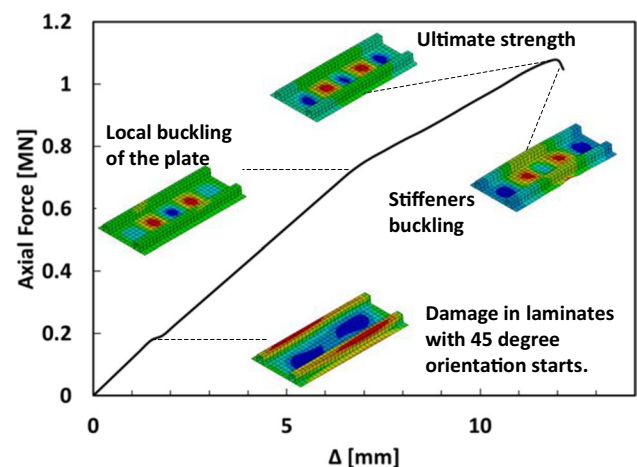 1.2
1
0.8
0.6
0.4
0.2
0
Axial Force [MN]
Ultimate strength
Local buckling
of the plate
Stiffeners
buckling
Damage in laminates
with 45 degree
orientation starts.
0
5
10
Δ [mm]